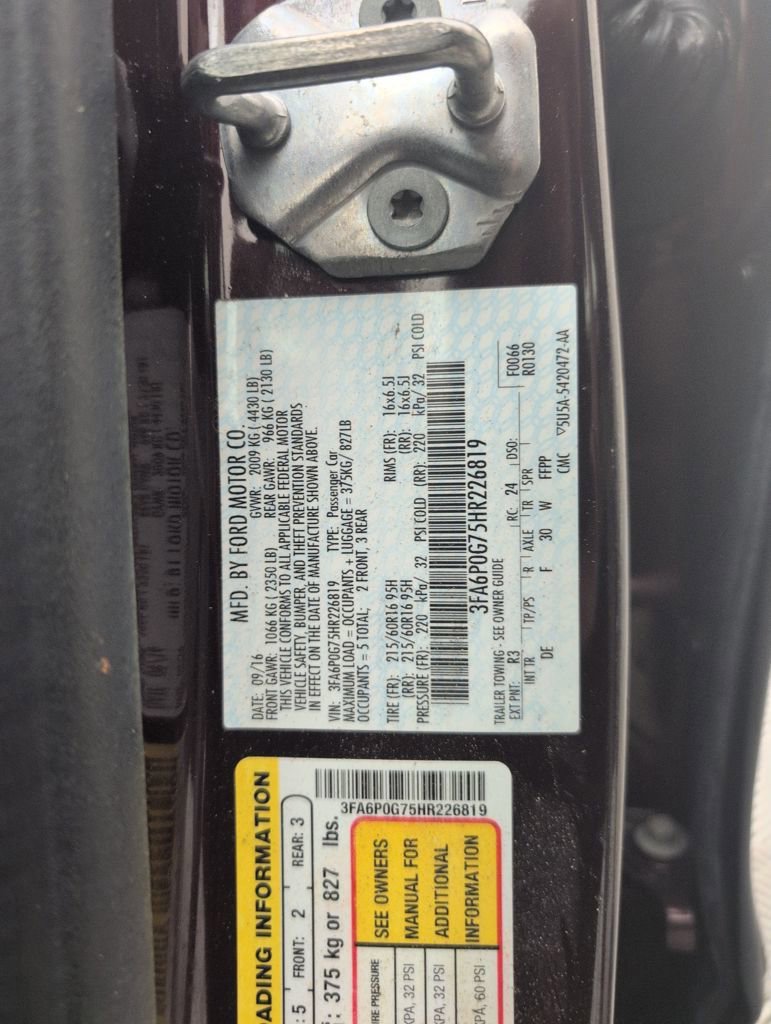 MFD. BY FORD MOTOR CO.
DATE: 09/16 GVWR: 2009 KG ( 4430 LB)
FRONT GAWR: 1066 KG ( 2350 LB) REAR GAWR: 966 KG ( 2130 LB)
THIS VEHICLE CONFORMS TO ALL APPLICABLE FEDERAL MOTOR
VEHICLE SAFETY, BUMPER, AND THEFT PREVENTION STANDARDS
IN EFFECT ON THE DATE OF MANUFACTURE SHOWN ABOVE.
VIN: 3FA6P0G75HR226819 TYPE: Passenger Car
MAXIMUM LOAD = OCCUPANTS + LUGGAGE = 375KG/ 827LB
OCCUPANTS = 5 TOTAL; 2 FRONT, 3 REAR
TIRE (FR): 215/60R16 95H RIMS (FR): 16x6.5J
(RR): 215/60R16 95H (RR): 16x6.5J
PRESSURE (FR): 220 kPa/ 32 PSI COLD (RR): 220 kPa/ 32 PSI COLD
3FA6P0G75HR226819
TRAILER TOWING - SEE OWNER GUIDE
EXT PNT: R3 RC: 24 DSO: F0066
R0130
INT TR TP/PS R AXLE TR SPR
DE F 30 W FFPP
CMC ▽5U5A-5420472-AA
ADING INFORMATION
: 5 FRONT: 2 REAR: 3
: 375 kg or 827 lbs.
3FA6P0G75HR226819
RE PRESSURE
KPA, 32 PSI
KPA, 32 PSI
KPA, 60 PSI
SEE OWNERS
MANUAL FOR
ADDITIONAL
INFORMATION